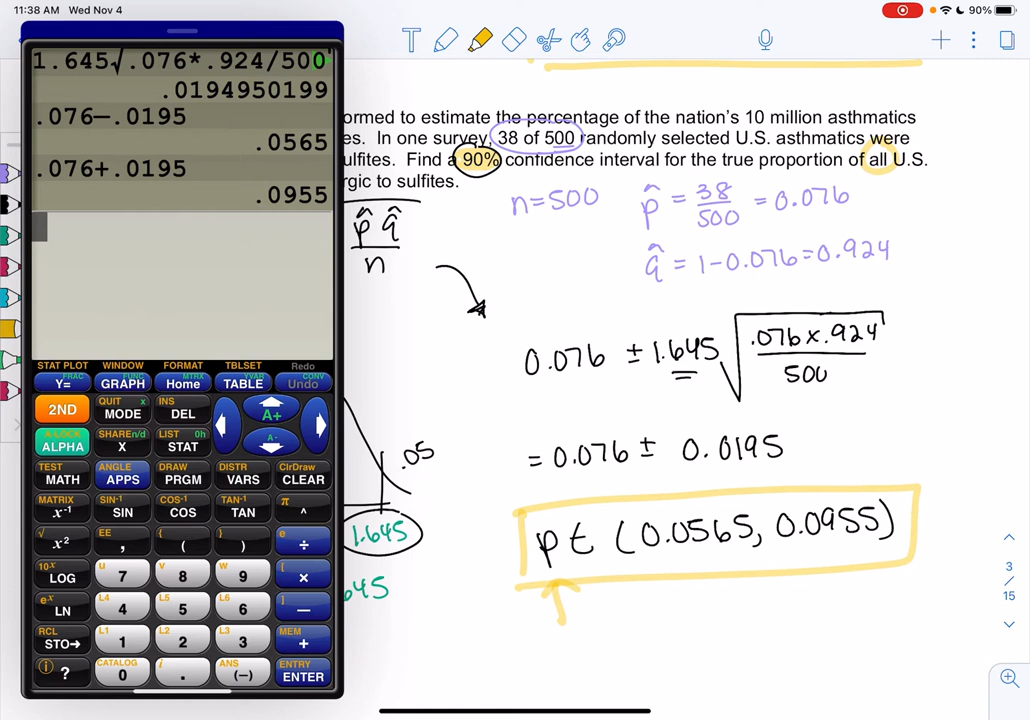 11:38 AM Wed Nov 4
90%
1.645√.076*.924/500
.0194950199
.076−.0195
.0565
.076+.0195
.0955
STAT PLOT WINDOW FORMAT TBLSET Redo
Y= GRAPH Home TABLE Undo
FRAC FUNC MTRX YVAR CONV
QUIT x INS
2ND MODE DEL A+
A-LOCK SHARE n/d LIST 0h
ALPHA X STAT A-
TEST ANGLE DRAW DISTR ClrDraw
MATH APPS PRGM VARS CLEAR
MATRIX SIN⁻¹ COS⁻¹ TAN⁻¹ π
x⁻¹ SIN COS TAN ^
√ EE { } e
x² , ( ) ÷
10ˣ u v w [
LOG 7 8 9 ×
eˣ L4 L5 L6 ]
LN 4 5 6 —
RCL L1 L2 L3 MEM
STO→ 1 2 3 +
CATALOG i ANS ENTRY
? 0 . (−) ENTER
T
ormed to estimate the percentage of the nation's 10 million asthmatics
es. In one survey, 38 of 500 randomly selected U.S. asthmatics were
ulfites. Find a 90% confidence interval for the true proportion of all U.S.
rgic to sulfites.
n=500 p̂ = 38/500 = 0.076
q̂ = 1−0.076=0.924
p̂ q̂
n
0.076 ± 1.645 √ .076 x .924
500
.05
= 0.076 ± 0.0195
1.645
645
p ε (0.0565, 0.0955)
3
15